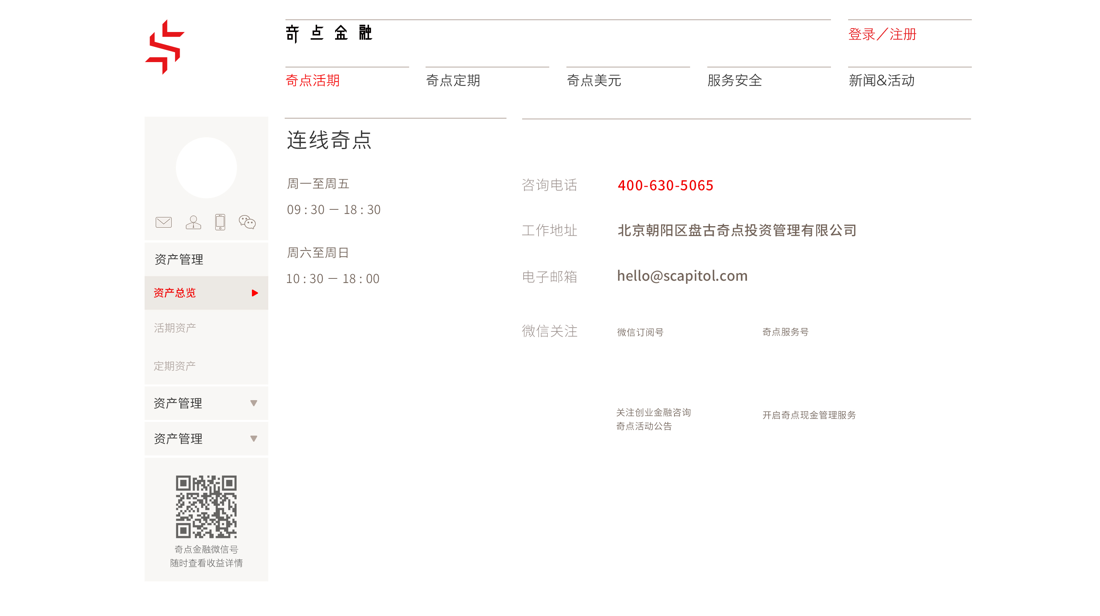 奇点金融
登录／注册
奇点活期
奇点定期
奇点美元
服务安全
新闻&活动
资产管理
资产总览
活期资产
定期资产
资产管理
资产管理
奇点金融微信号
随时查看收益详情
连线奇点
周一至周五
09 : 30 — 18 : 30
周六至周日
10 : 30 — 18 : 00
咨询电话 400-630-5065
工作地址 北京朝阳区盘古奇点投资管理有限公司
电子邮箱 hello@scapitol.com
微信关注 微信订阅号 奇点服务号
关注创业金融咨询
奇点活动公告
开启奇点现金管理服务